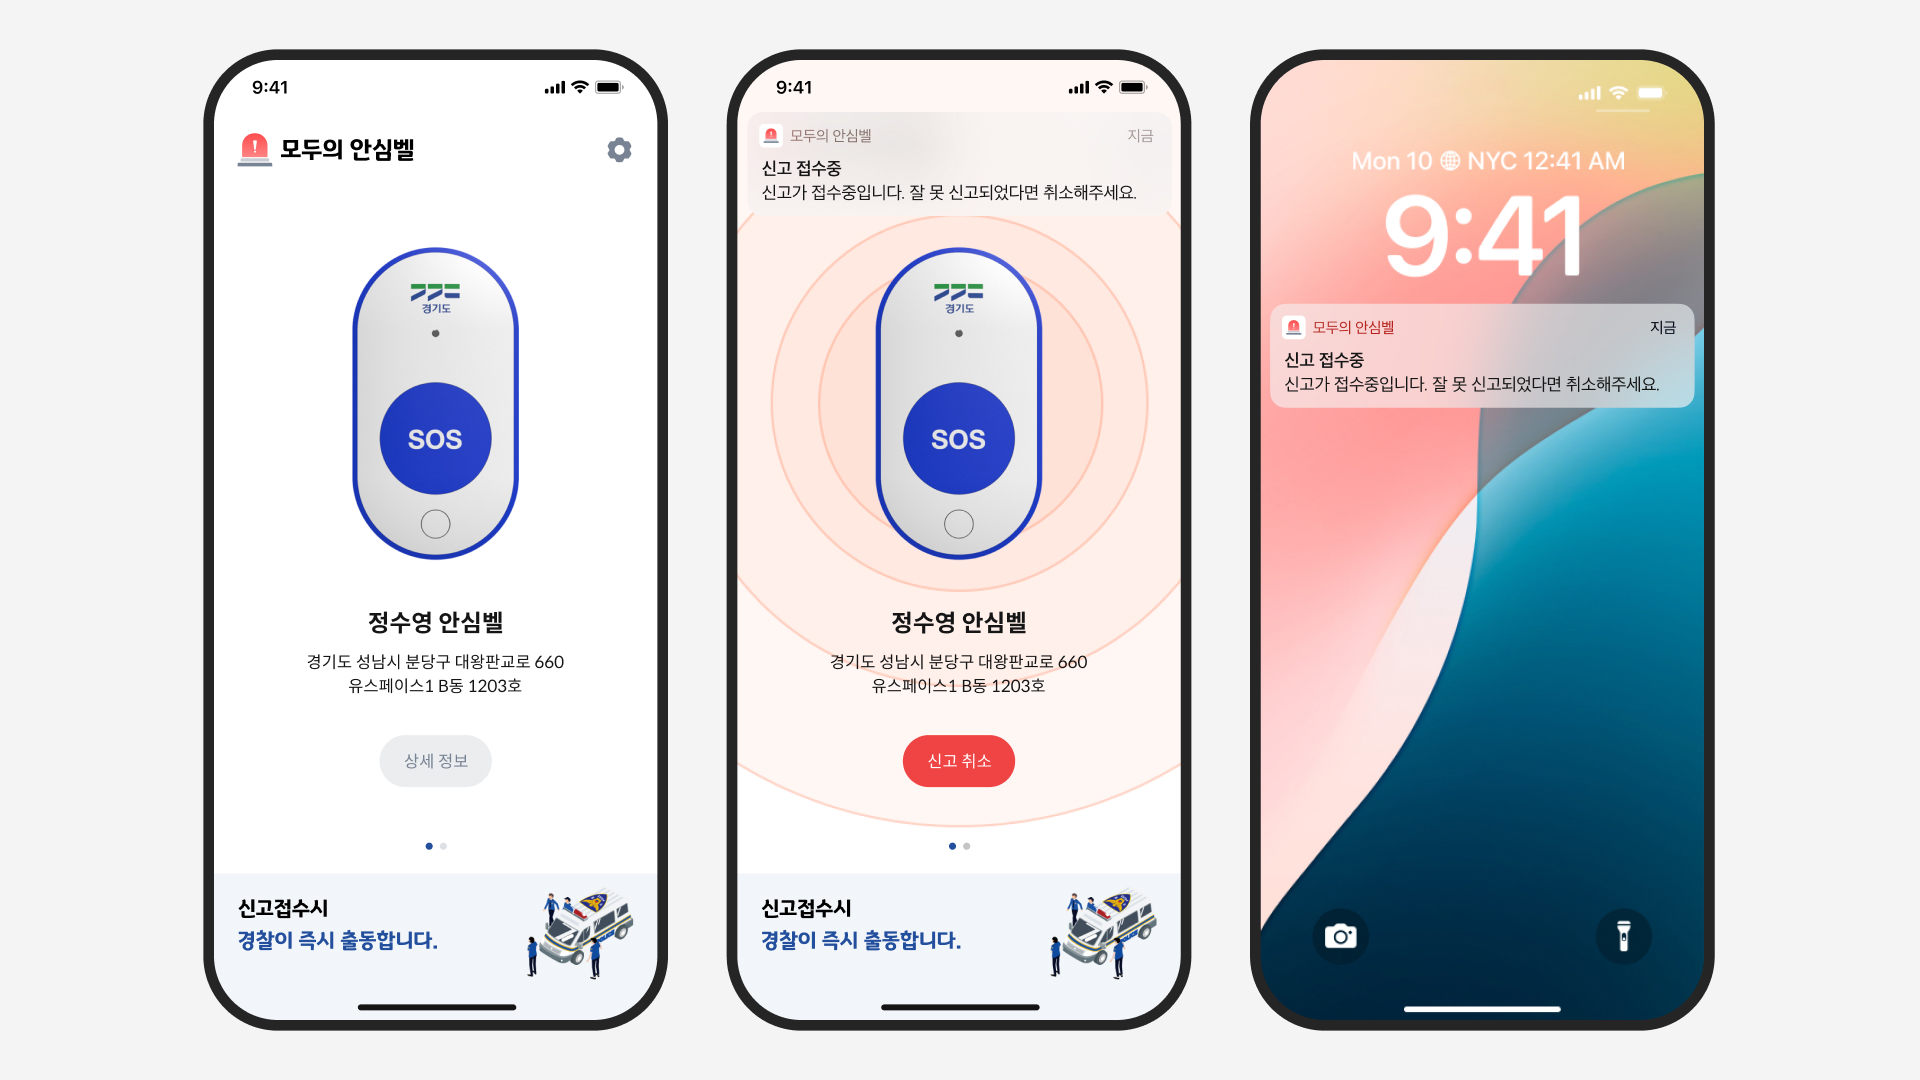 9:41
모두의 안심벨
경기도
SOS
정수영 안심벨
경기도 성남시 분당구 대왕판교로 660
유스페이스1 B동 1203호
상세 정보
신고접수시
경찰이 즉시 출동합니다.
9:41
모두의 안심벨
지금
신고 접수중
신고가 접수중입니다. 잘 못 신고되었다면 취소해주세요.
경기도
SOS
정수영 안심벨
경기도 성남시 분당구 대왕판교로 660
유스페이스1 B동 1203호
신고 취소
신고접수시
경찰이 즉시 출동합니다.
Mon 10 NYC 12:41 AM
9:41
모두의 안심벨
지금
신고 접수중
신고가 접수중입니다. 잘 못 신고되었다면 취소해주세요.